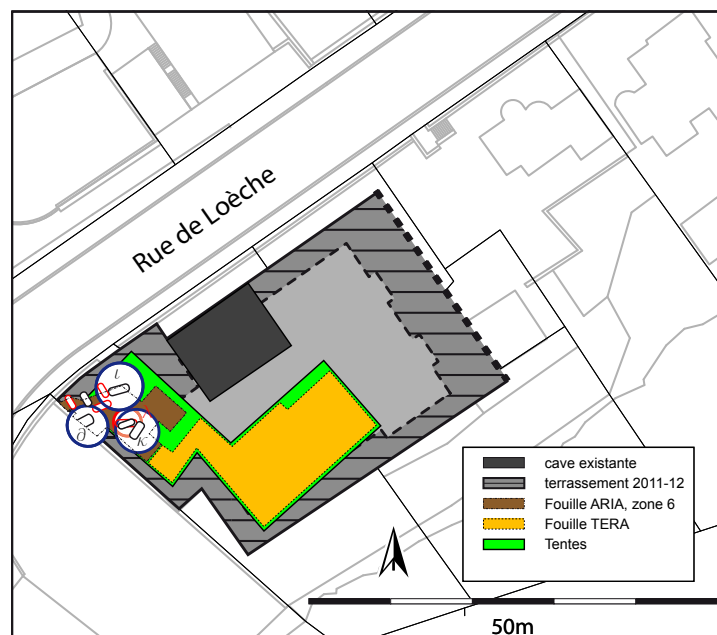 Rue de Loèche
ι
∂
κ
cave existante
terrassement 2011-12
Fouille ARIA, zone 6
Fouille TERA
Tentes
50m